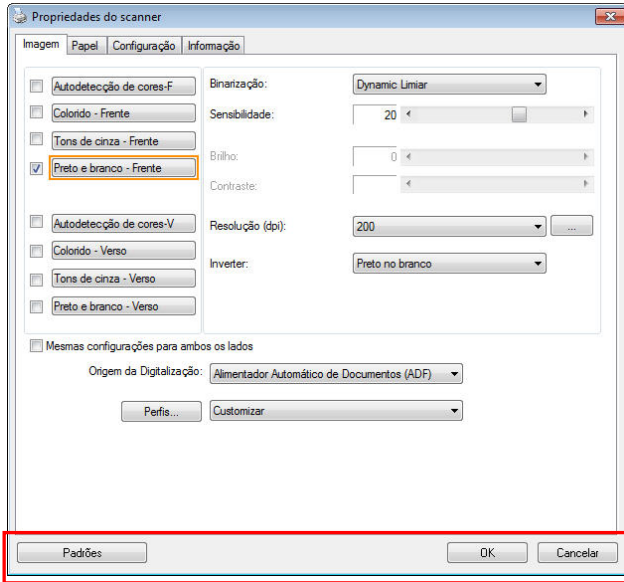 Propriedades do scanner
Imagem Papel Configuração Informação
Autodetecção de cores-F
Colorido - Frente
Tons de cinza - Frente
Preto e branco - Frente
Autodetecção de cores-V
Colorido - Verso
Tons de cinza - Verso
Preto e branco - Verso
Binarização: Dynamic Limiar
Sensibilidade: 20
Brilho: 0
Contraste:
Resolução (dpi): 200 ...
Inverter: Preto no branco
Mesmas configurações para ambos os lados
Origem da Digitalização: Alimentador Automático de Documentos (ADF)
Perfis... Customizar
Padrões OK Cancelar